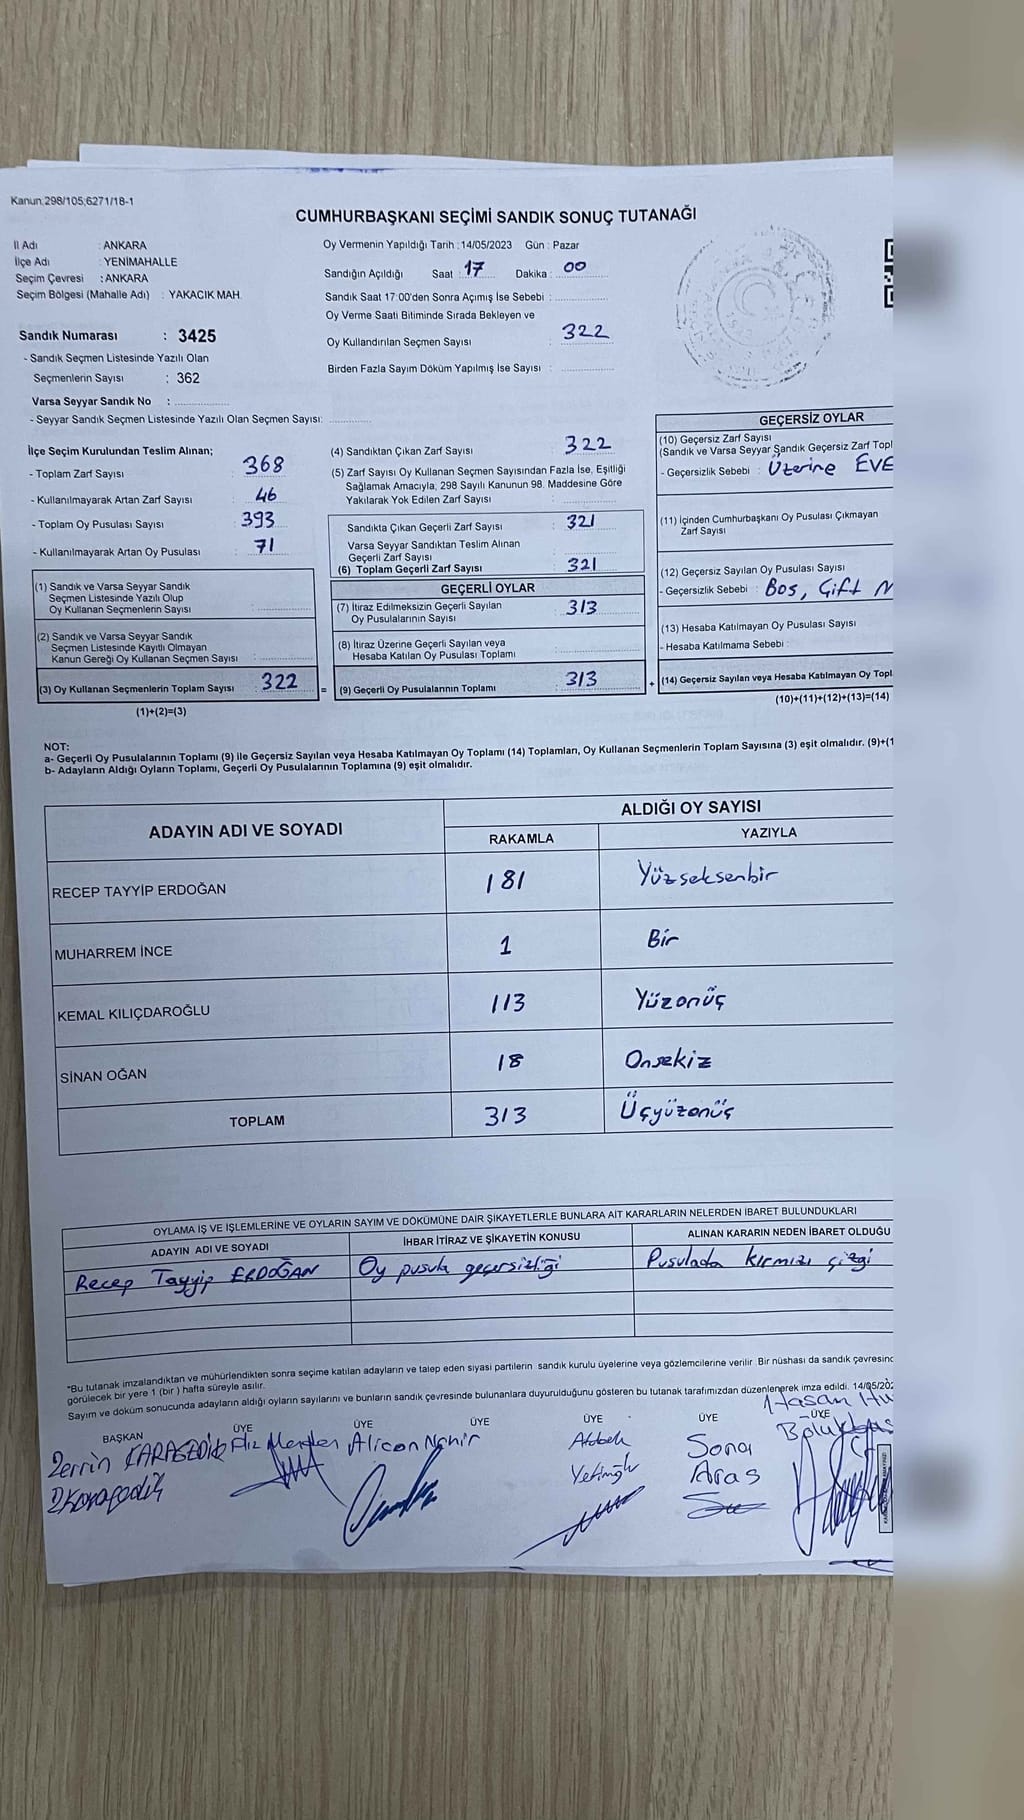 Kanun:298/105;6271/18-1
CUMHURBAŞKANI SEÇİMİ SANDIK SONUÇ TUTANAĞI
İl Adı : ANKARA
İlçe Adı : YENİMAHALLE
Seçim Çevresi : ANKARA
Seçim Bölgesi (Mahalle Adı) : YAKACIK MAH.
Oy Vermenin Yapıldığı Tarih : 14/05/2023 Gün : Pazar
Sandığın Açıldığı Saat : 17 Dakika : 00
Sandık Saat 17:00'den Sonra Açımış İse Sebebi :
Oy Verme Saati Bitiminde Sırada Bekleyen ve
Oy Kullandırılan Seçmen Sayısı : 322
Birden Fazla Sayım Döküm Yapılmış İse Sayısı :
Sandık Numarası : 3425
- Sandık Seçmen Listesinde Yazılı Olan
Seçmenlerin Sayısı : 362
Varsa Seyyar Sandık No :
- Seyyar Sandık Seçmen Listesinde Yazılı Olan Seçmen Sayısı:
İlçe Seçim Kurulundan Teslim Alınan;
- Toplam Zarf Sayısı : 368
- Kullanılmayarak Artan Zarf Sayısı : 46
- Toplam Oy Pusulası Sayısı : 393
- Kullanılmayarak Artan Oy Pusulası : 71
(1) Sandık ve Varsa Seyyar Sandık
Seçmen Listesinde Yazılı Olup
Oy Kullanan Seçmenlerin Sayısı :
(2) Sandık ve Varsa Seyyar Sandık
Seçmen Listesinde Kayıtlı Olmayan
Kanun Gereği Oy Kullanan Seçmen Sayısı :
(3) Oy Kullanan Seçmenlerin Toplam Sayısı : 322
(1)+(2)=(3)
=
(4) Sandıktan Çıkan Zarf Sayısı : 322
(5) Zarf Sayısı Oy Kullanan Seçmen Sayısından Fazla İse, Eşitliği
Sağlamak Amacıyla, 298 Sayılı Kanunun 98. Maddesine Göre
Yakılarak Yok Edilen Zarf Sayısı :
Sandıkta Çıkan Geçerli Zarf Sayısı : 321
Varsa Seyyar Sandıktan Teslim Alınan
Geçerli Zarf Sayısı :
(6) Toplam Geçerli Zarf Sayısı : 321
GEÇERLİ OYLAR
(7) İtiraz Edilmeksizin Geçerli Sayılan
Oy Pusulalarının Sayısı : 313
(8) İtiraz Üzerine Geçerli Sayılan veya
Hesaba Katılan Oy Pusulası Toplamı
(9) Geçerli Oy Pusulalarının Toplamı : 313
+
GEÇERSİZ OYLAR
(10) Geçersiz Zarf Sayısı
(Sandık ve Varsa Seyyar Sandık Geçersiz Zarf Topl
- Geçersizlik Sebebi : Üzerine EVE
(11) İçinden Cumhurbaşkanı Oy Pusulası Çıkmayan
Zarf Sayısı
(12) Geçersiz Sayılan Oy Pusulası Sayısı
- Geçersizlik Sebebi : Bos, Çift
(13) Hesaba Katılmayan Oy Pusulası Sayısı
- Hesaba Katılmama Sebebi :
(14) Geçersiz Sayılan veya Hesaba Katılmayan Oy Topl
(10)+(11)+(12)+(13)=(14)
NOT:
a- Geçerli Oy Pusulalarının Toplamı (9) ile Geçersiz Sayılan veya Hesaba Katılmayan Oy Toplamı (14) Toplamları, Oy Kullanan Seçmenlerin Toplam Sayısına (3) eşit olmalıdır. (9)+(1
b- Adayların Aldığı Oyların Toplamı, Geçerli Oy Pusulalarının Toplamına (9) eşit olmalıdır.
ADAYIN ADI VE SOYADI
ALDIĞI OY SAYISI
RAKAMLA YAZIYLA
RECEP TAYYİP ERDOĞAN 181 Yüzseksenbir
MUHARREM İNCE 1 Bir
KEMAL KILIÇDAROĞLU 113 Yüzonüç
SİNAN OĞAN 18 Onsekiz
TOPLAM 313 Üçyüzonüç
OYLAMA İŞ VE İŞLEMLERİNE VE OYLARIN SAYIM VE DÖKÜMÜNE DAİR ŞİKAYETLERLE BUNLARA AİT KARARLARIN NELERDEN İBARET BULUNDUKLARI
ADAYIN ADI VE SOYADI İHBAR İTİRAZ VE ŞİKAYETİN KONUSU ALINAN KARARIN NEDEN İBARET OLDUĞU
Recep Tayyip ERDOĞAN Oy pusula geçersizliği Pusulada kırmızı çizgi
"Bu tutanak imzalandıktan ve mühürlendikten sonra seçime katılan adayların ve talep eden siyasi partilerin sandık kurulu üyelerine veya gözlemcilerine verilir. Bir nüshası da sandık çevresinde
görülecek bir yere 1 (bir) hafta süreyle asılır.
Sayım ve döküm sonucunda adayların aldığı oyların sayılarını ve bunların sandık çevresinde bulunanlara duyurulduğunu gösteren bu tutanak tarafımızdan düzenlenerek imza edildi. 14/05/202
BAŞKAN ÜYE ÜYE ÜYE ÜYE ÜYE ÜYE
Zerrin KARAGEDİK
Alican
Sona
Aras
Hasan